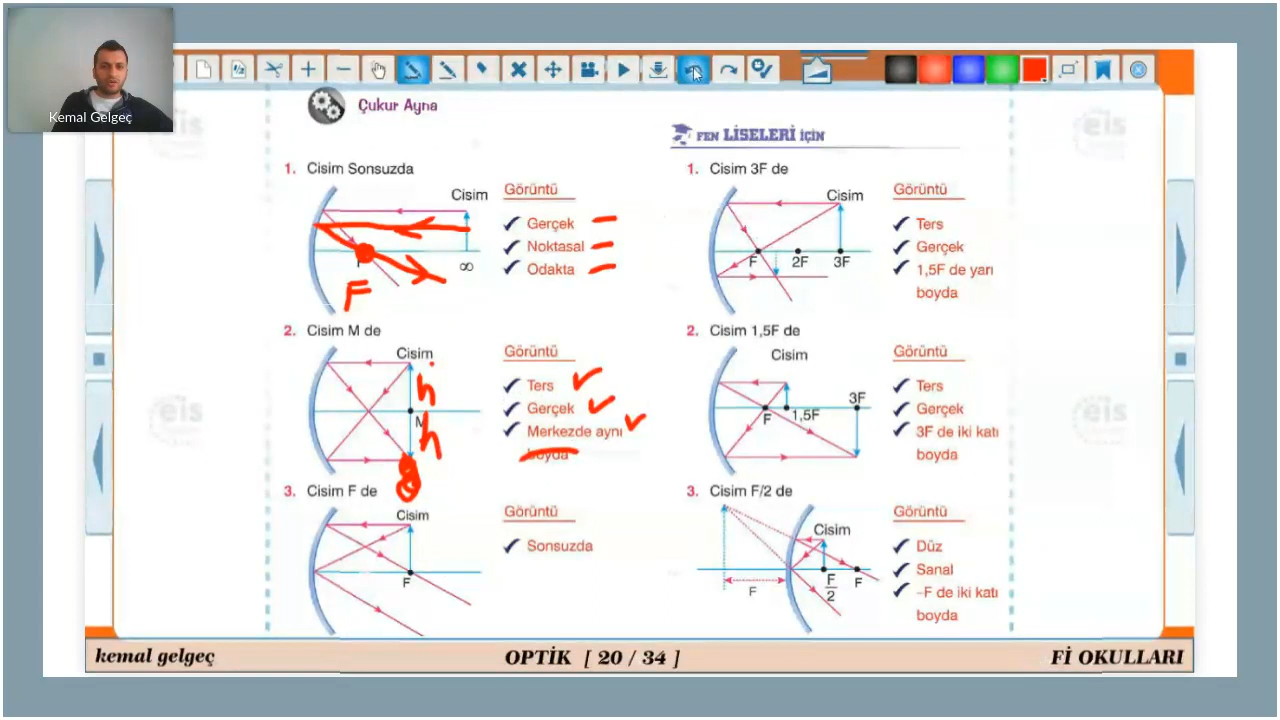 Kemal Gelgeç
Çukur Ayna
1. Cisim Sonsuzda
Cisim
∞
F
Görüntü
Gerçek
Noktasal
Odakta
2. Cisim M de
Cisim
h
M
h
Görüntü
Ters
Gerçek
Merkezde aynı
boyda
3. Cisim F de
Cisim
F
Görüntü
Sonsuzda
FEN LİSELERİ İÇİN
1. Cisim 3F de
Cisim
F 2F 3F
Görüntü
Ters
Gerçek
1,5F de yarı
boyda
2. Cisim 1,5F de
Cisim
F 1,5F 3F
Görüntü
Ters
Gerçek
3F de iki katı
boyda
3. Cisim F/2 de
Cisim
F
F
2
F
Görüntü
Düz
Sanal
–F de iki katı
boyda
eis
eis
eis
eis
kemal gelgeç
OPTİK [ 20 / 34 ]
Fİ OKULLARI